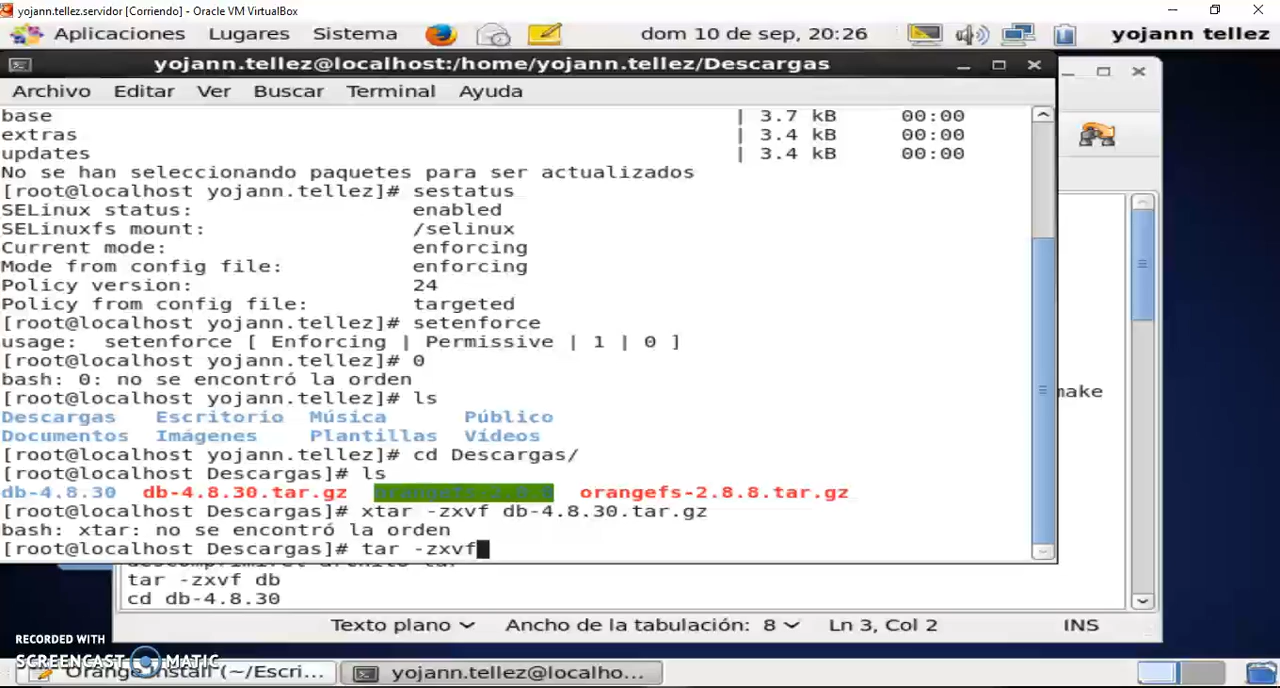 yojann.tellez.servidor [Corriendo] - Oracle VM VirtualBox
Aplicaciones Lugares Sistema dom 10 de sep, 20:26 yojann tellez
yojann.tellez@localhost:/home/yojann.tellez/Descargas
Archivo Editar Ver Buscar Terminal Ayuda
base | 3.7 kB 00:00
extras | 3.4 kB 00:00
updates | 3.4 kB 00:00
No se han seleccionando paquetes para ser actualizados
[root@localhost yojann.tellez]# sestatus
SELinux status: enabled
SELinuxfs mount: /selinux
Current mode: enforcing
Mode from config file: enforcing
Policy version: 24
Policy from config file: targeted
[root@localhost yojann.tellez]# setenforce
usage: setenforce [ Enforcing | Permissive | 1 | 0 ]
[root@localhost yojann.tellez]# 0
bash: 0: no se encontró la orden
[root@localhost yojann.tellez]# ls
Descargas Escritorio Música Público
Documentos Imágenes Plantillas Vídeos
[root@localhost yojann.tellez]# cd Descargas/
[root@localhost Descargas]# ls
db-4.8.30 db-4.8.30.tar.gz orangefs-2.8.8 orangefs-2.8.8.tar.gz
[root@localhost Descargas]# xtar -zxvf db-4.8.30.tar.gz
bash: xtar: no se encontró la orden
[root@localhost Descargas]# tar -zxvf
make
tar -zxvf db
cd db-4.8.30
Texto plano Ancho de la tabulación: 8 Ln 3, Col 2 INS
RECORDED WITH
SCREENCAST MATIC
Orange Install (~/Escri... yojann.tellez@localho...